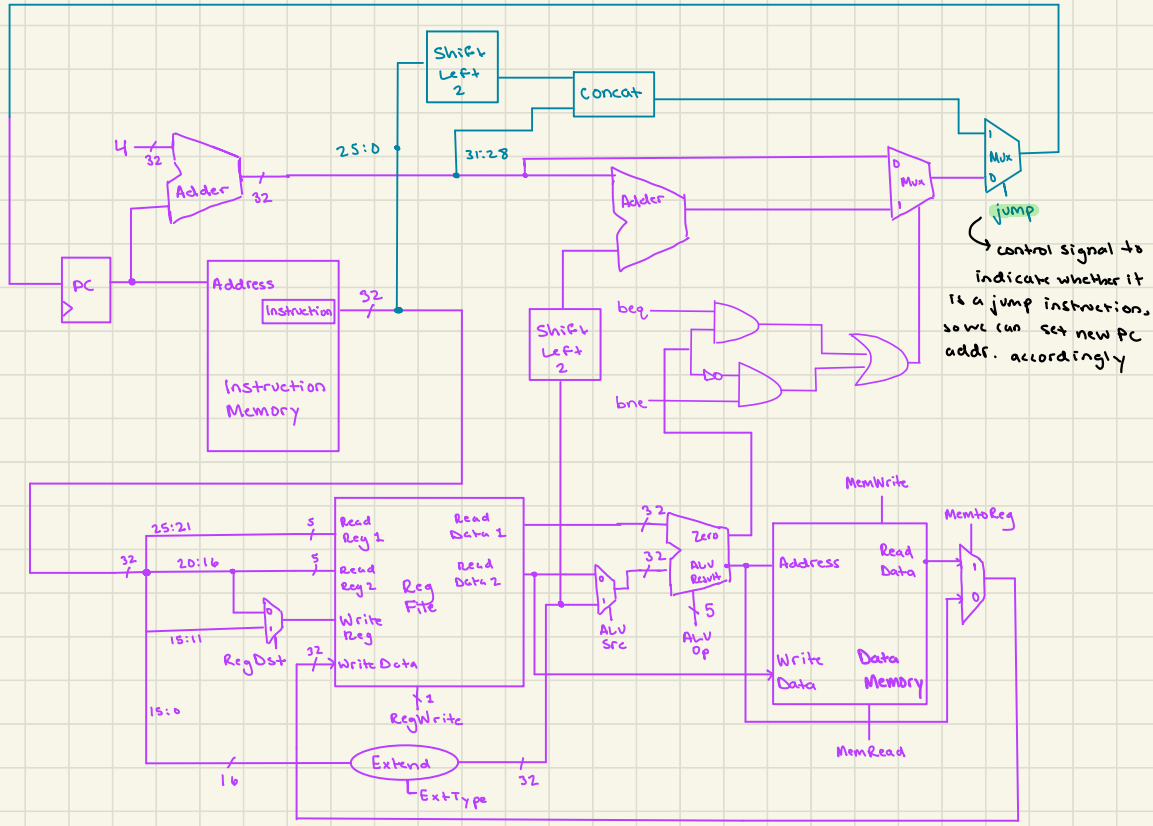 Shift
Left
2
Concat
25:0
31:28
4
32
Adder
32
Adder
0
Mux
1
1
Mux
0
jump
control signal to
indicate whether it
is a jump instruction,
so we can set new PC
addr. accordingly
PC
Address
Instruction
32
Instruction
Memory
Shift
Left
2
beq
bne
MemWrite
MemtoReg
25:21
5
Read
Reg 1
Read
Data 1
32
Zero
32
20:16
5
Read
Reg 2
Reg
File
Read
Data 2
0
1
32
ALU
Result
Address
Read
Data
1
0
0
1
Write
Reg
15:11
RegDst
32
Write Data
ALU
Src
5
ALU
Op
Write
Data
Data
Memory
1
RegWrite
15:0
MemRead
16
Extend
32
ExtType